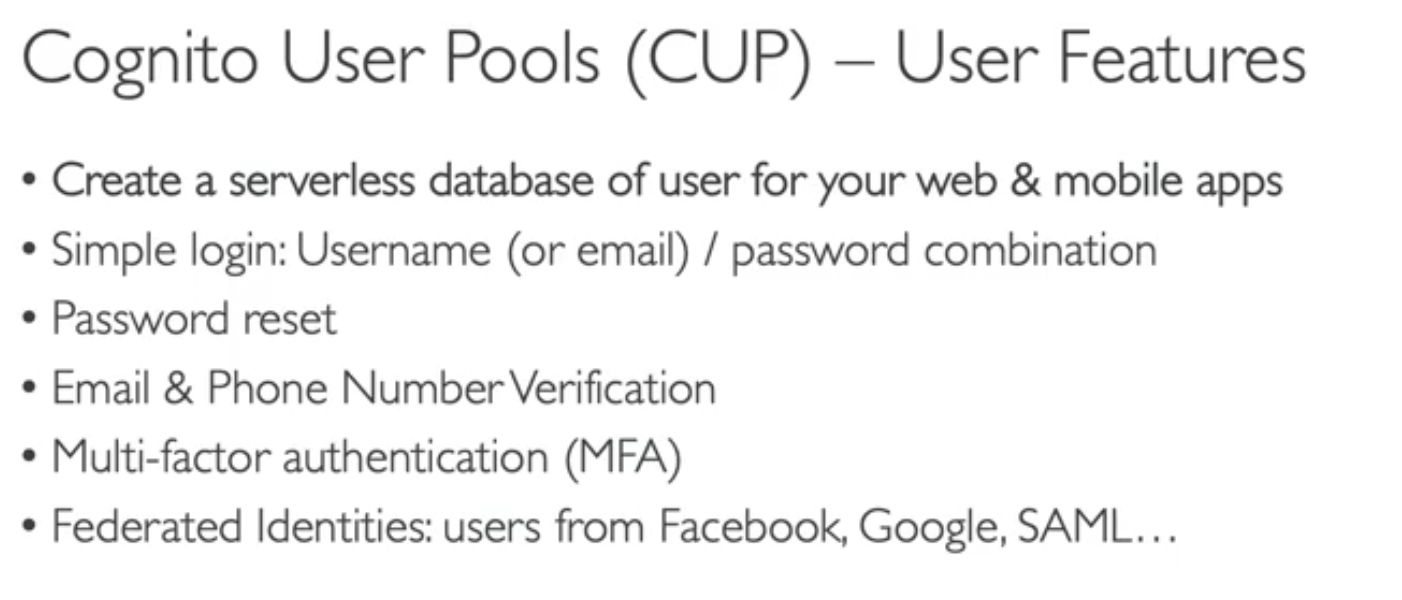 Cognito User Pools (CUP) – User Features
• Create a serverless database of user for your web & mobile apps
• Simple login: Username (or email) / password combination
• Password reset
• Email & Phone Number Verification
• Multi-factor authentication (MFA)
• Federated Identities: users from Facebook, Google, SAML…